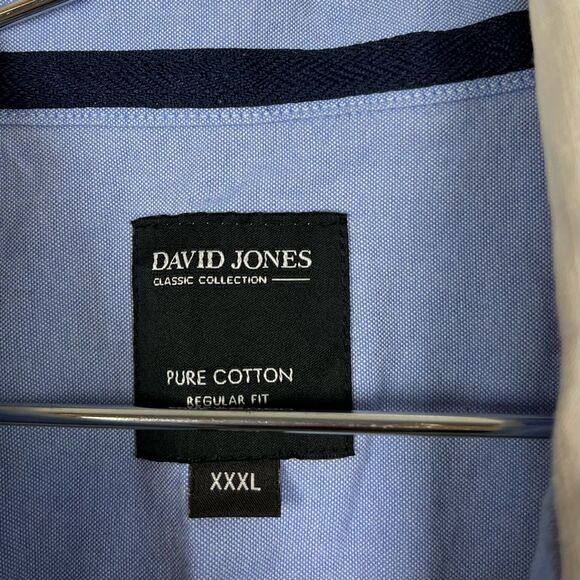 DAVID JONES
CLASSIC COLLECTION
PURE COTTON
REGULAR FIT
XXXL